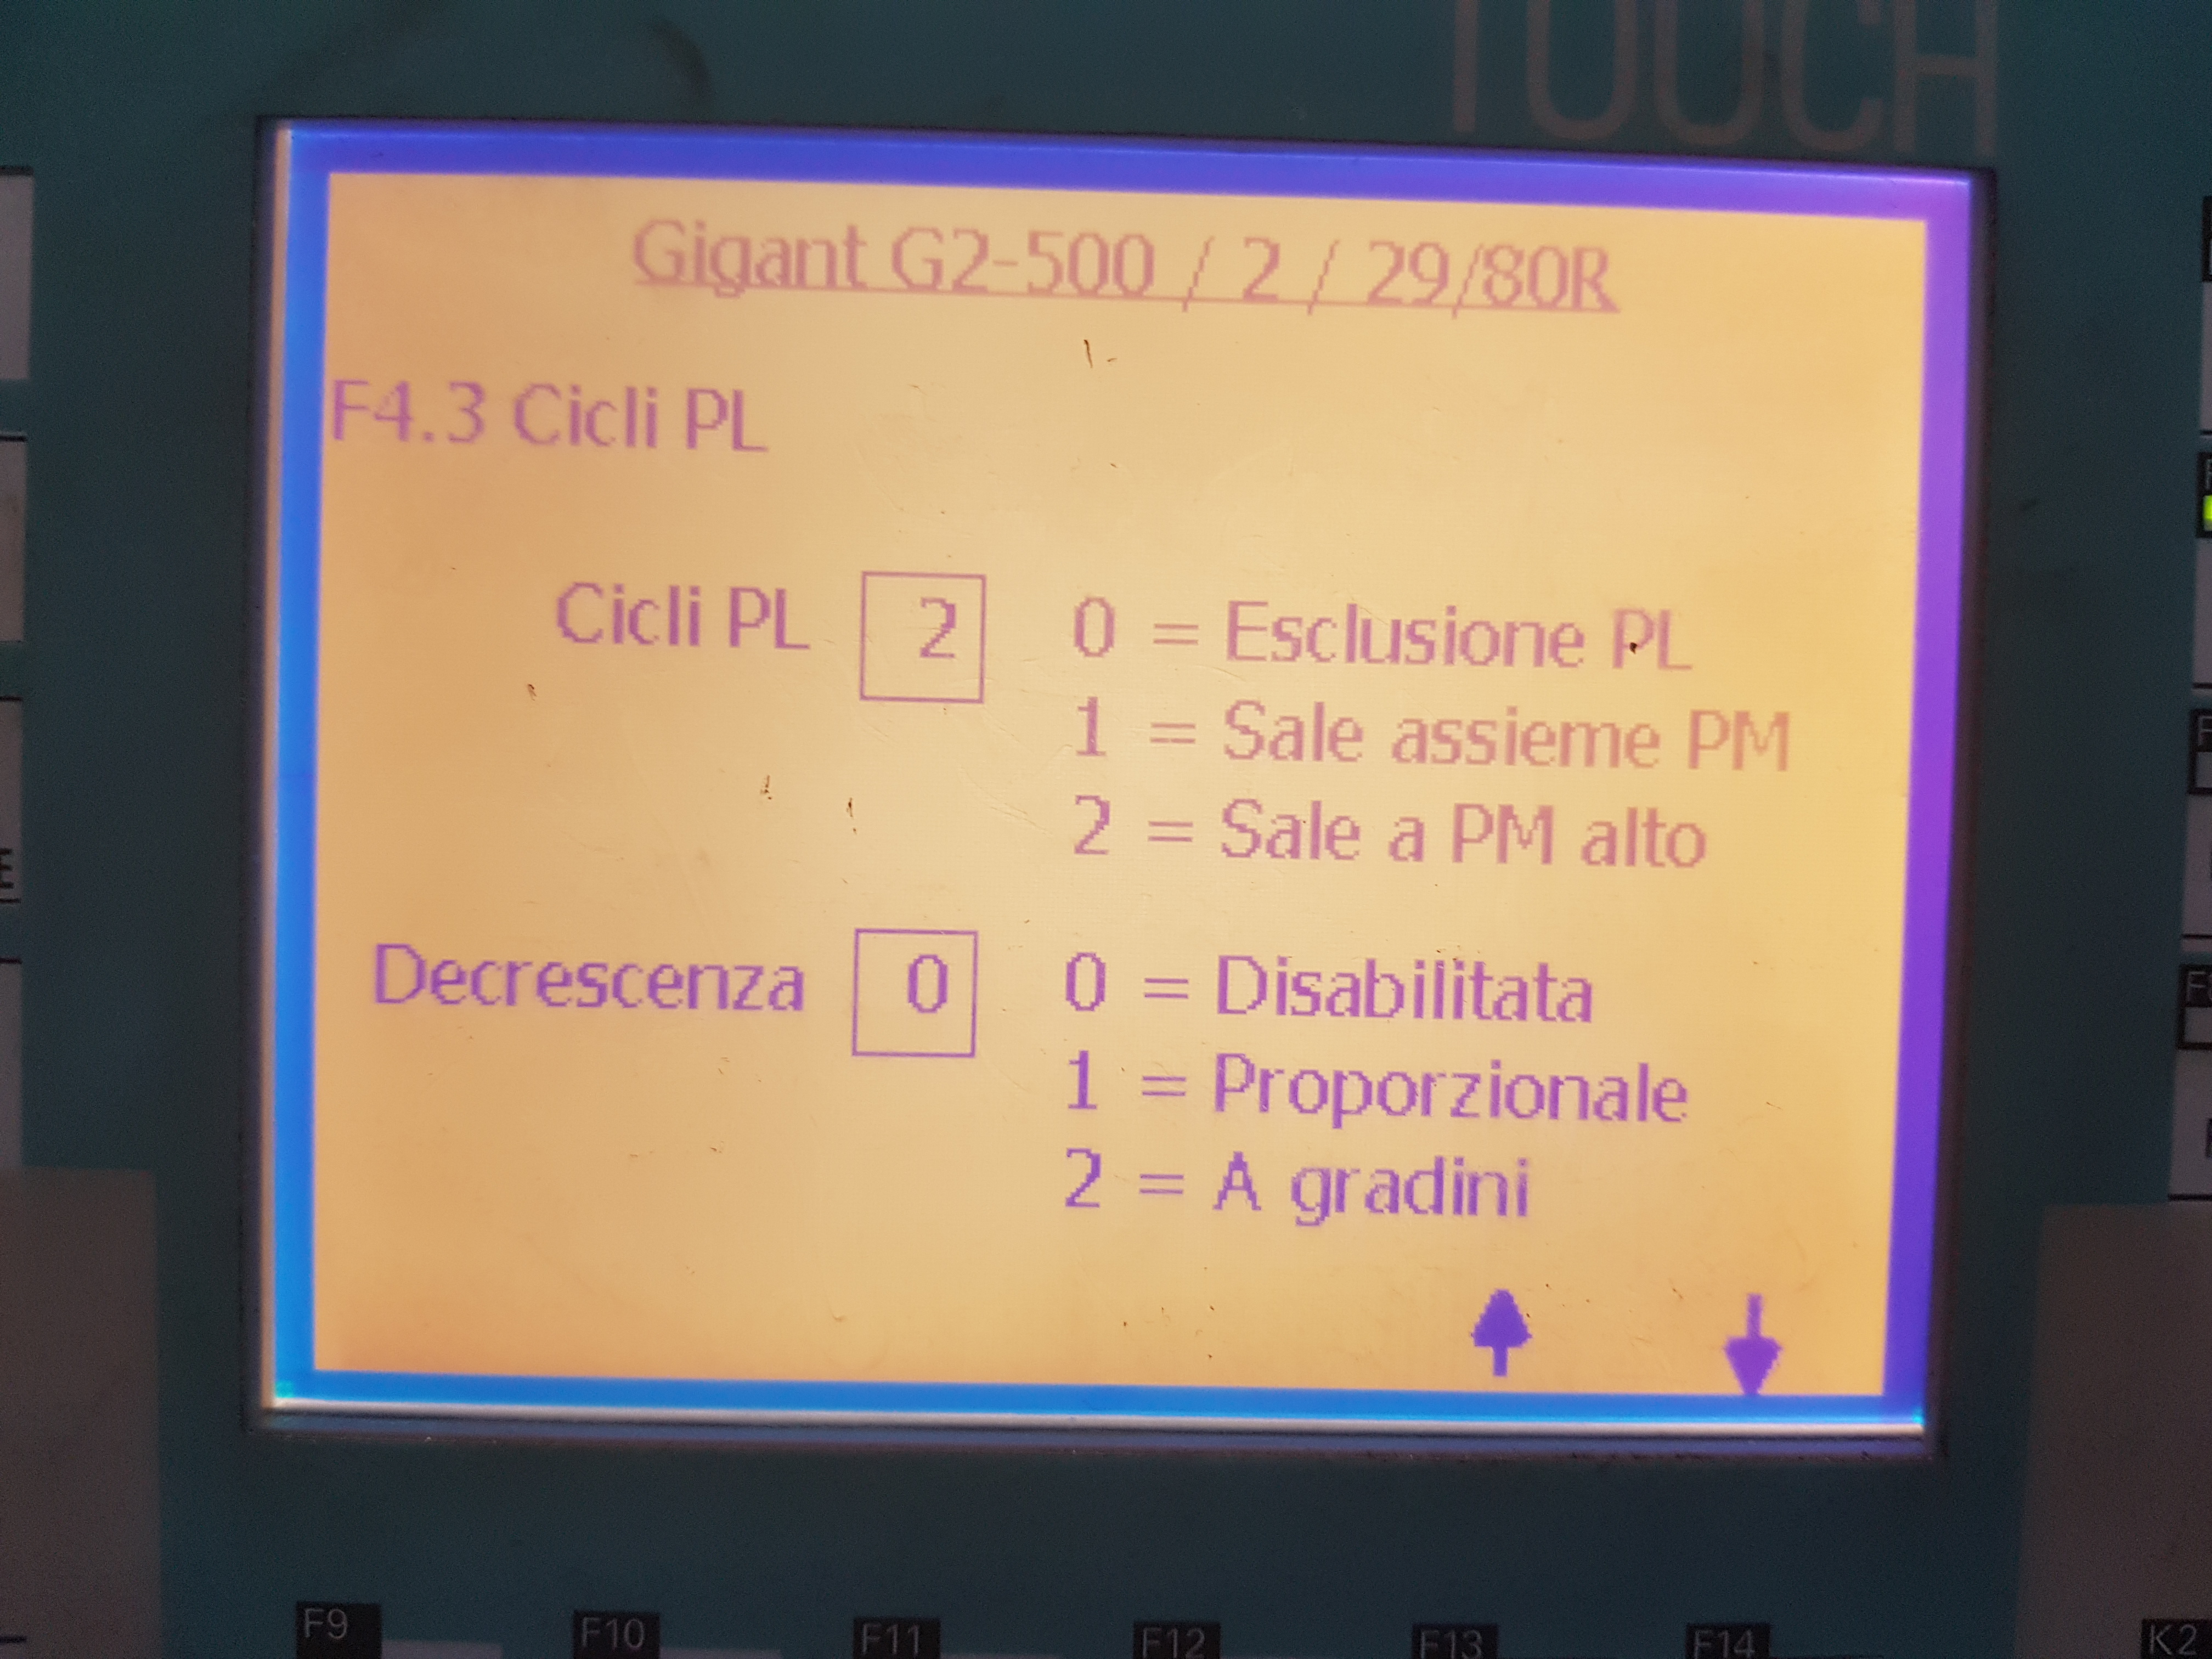 TOUCH
Gigant G2-500 / 2 / 29/80R
F4.3 Cicli PL
Cicli PL 2 0 = Esclusione PL
1 = Sale assieme PM
2 = Sale a PM alto
Decrescenza 0 0 = Disabilitata
1 = Proporzionale
2 = A gradini
F9 F10 F11 F12 F13 F14 K2